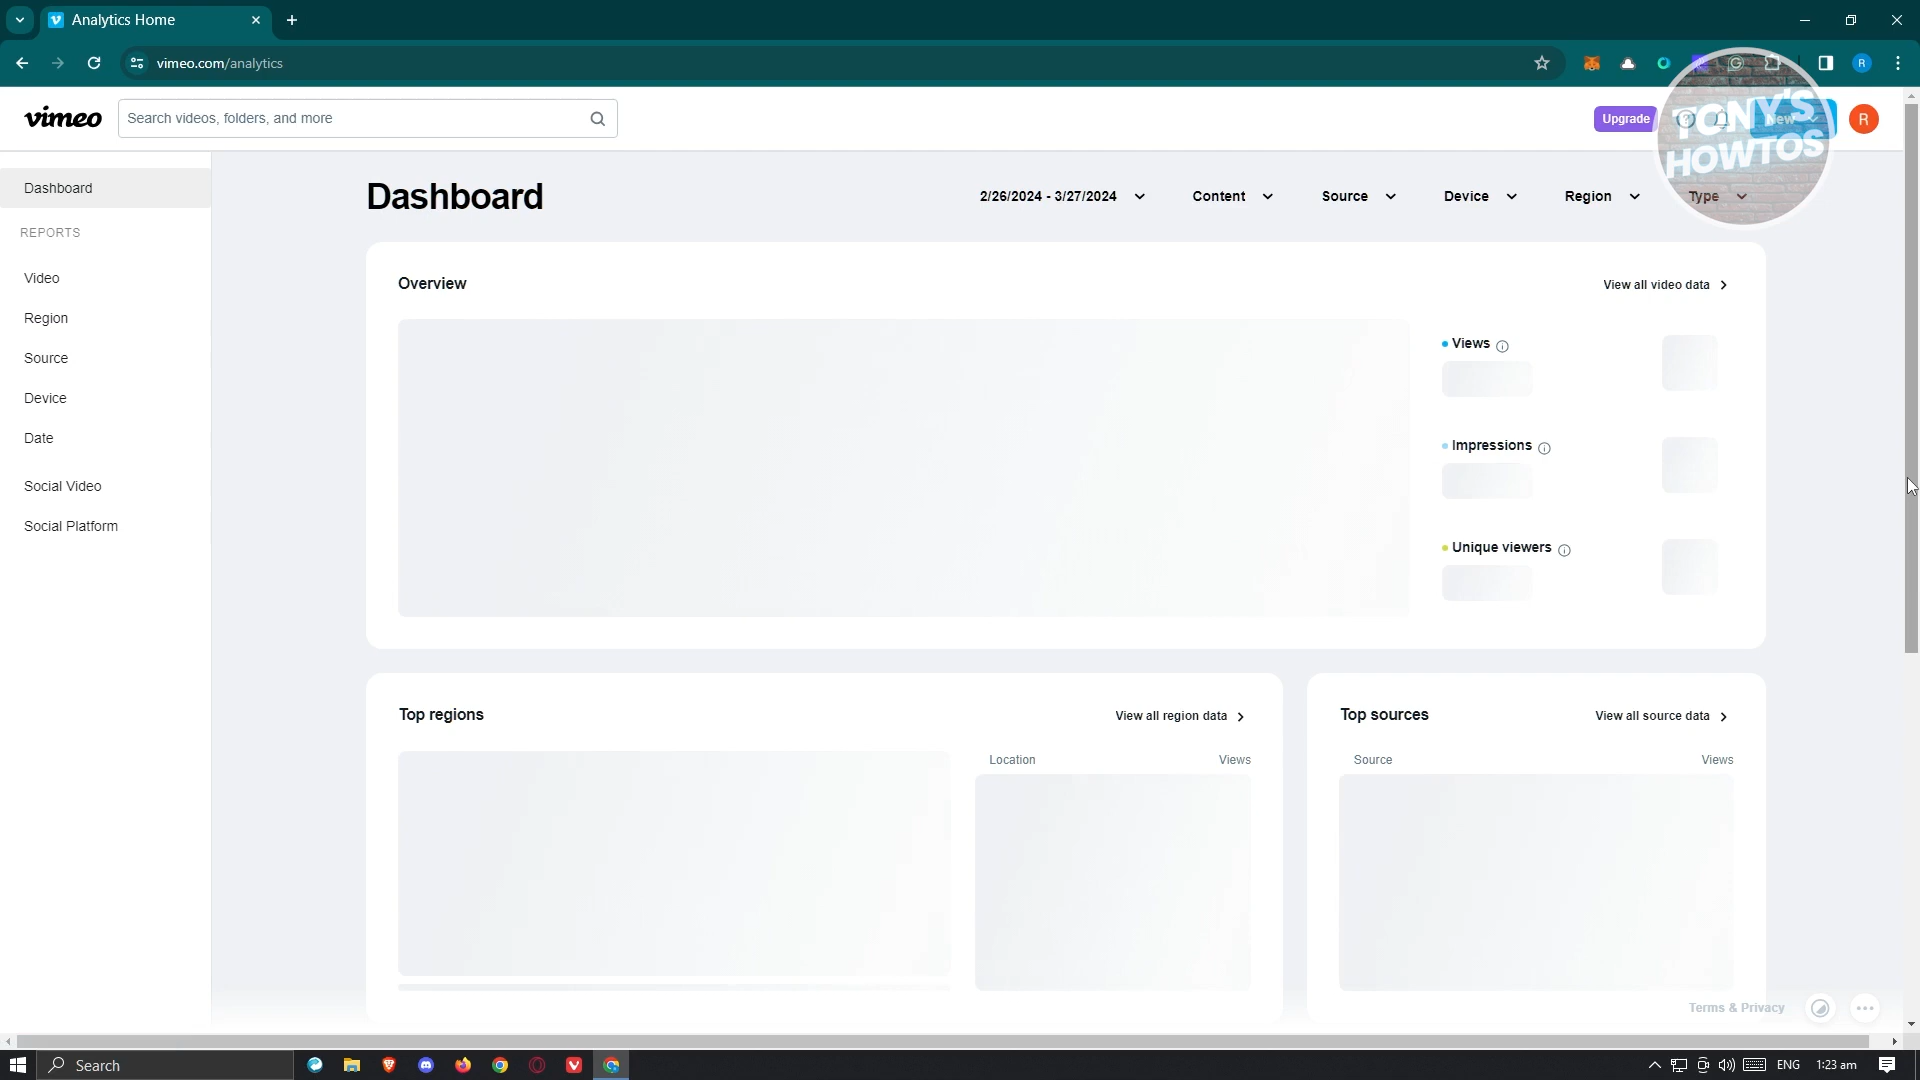 Analytics Home
vimeo.com/analytics
R
vimeo
Search videos, folders, and more
Upgrade
New
R
TONY'S
HOWTOS
Dashboard
REPORTS
Video
Region
Source
Device
Date
Social Video
Social Platform
Dashboard
2/26/2024 - 3/27/2024
Content
Source
Device
Region
Type
Overview
View all video data
Views
Impressions
Unique viewers
Top regions
View all region data
Location
Views
Top sources
View all source data
Source
Views
Terms & Privacy
Search
ENG
1:23 am